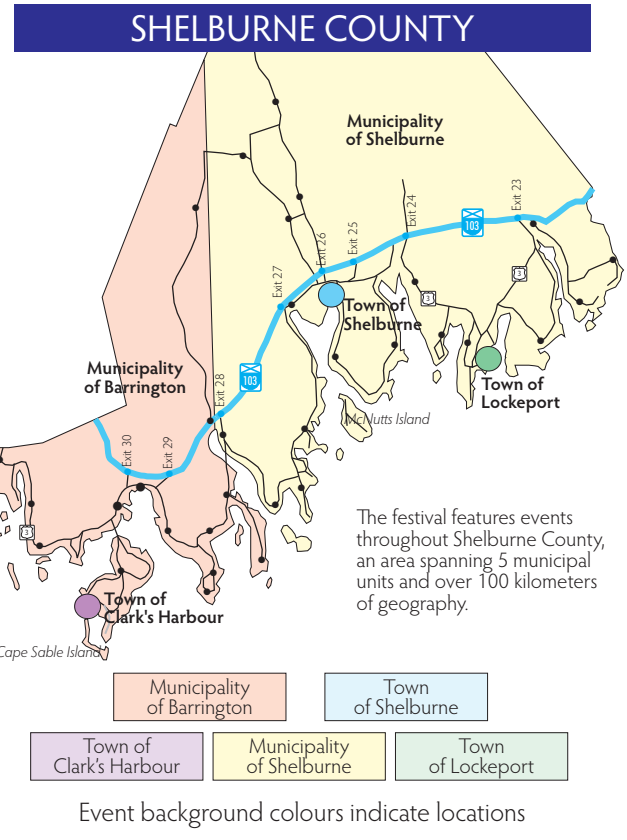 SHELBURNE COUNTY
Municipality
of Shelburne
Exit 23
Exit 24
103
Exit 25
Exit 26
Exit 27
3
3
Town of
Shelburne
Municipality
of Barrington
103
Exit 28
Town of
Lockeport
McNutts Island
Exit 30
Exit 29
3
The festival features events
throughout Shelburne County,
an area spanning 5 municipal
units and over 100 kilometers
of geography.
Town of
Clark's Harbour
Cape Sable Island
Municipality
of Barrington
Town
of Shelburne
Town of
Clark's Harbour
Municipality
of Shelburne
Town
of Lockeport
Event background colours indicate locations